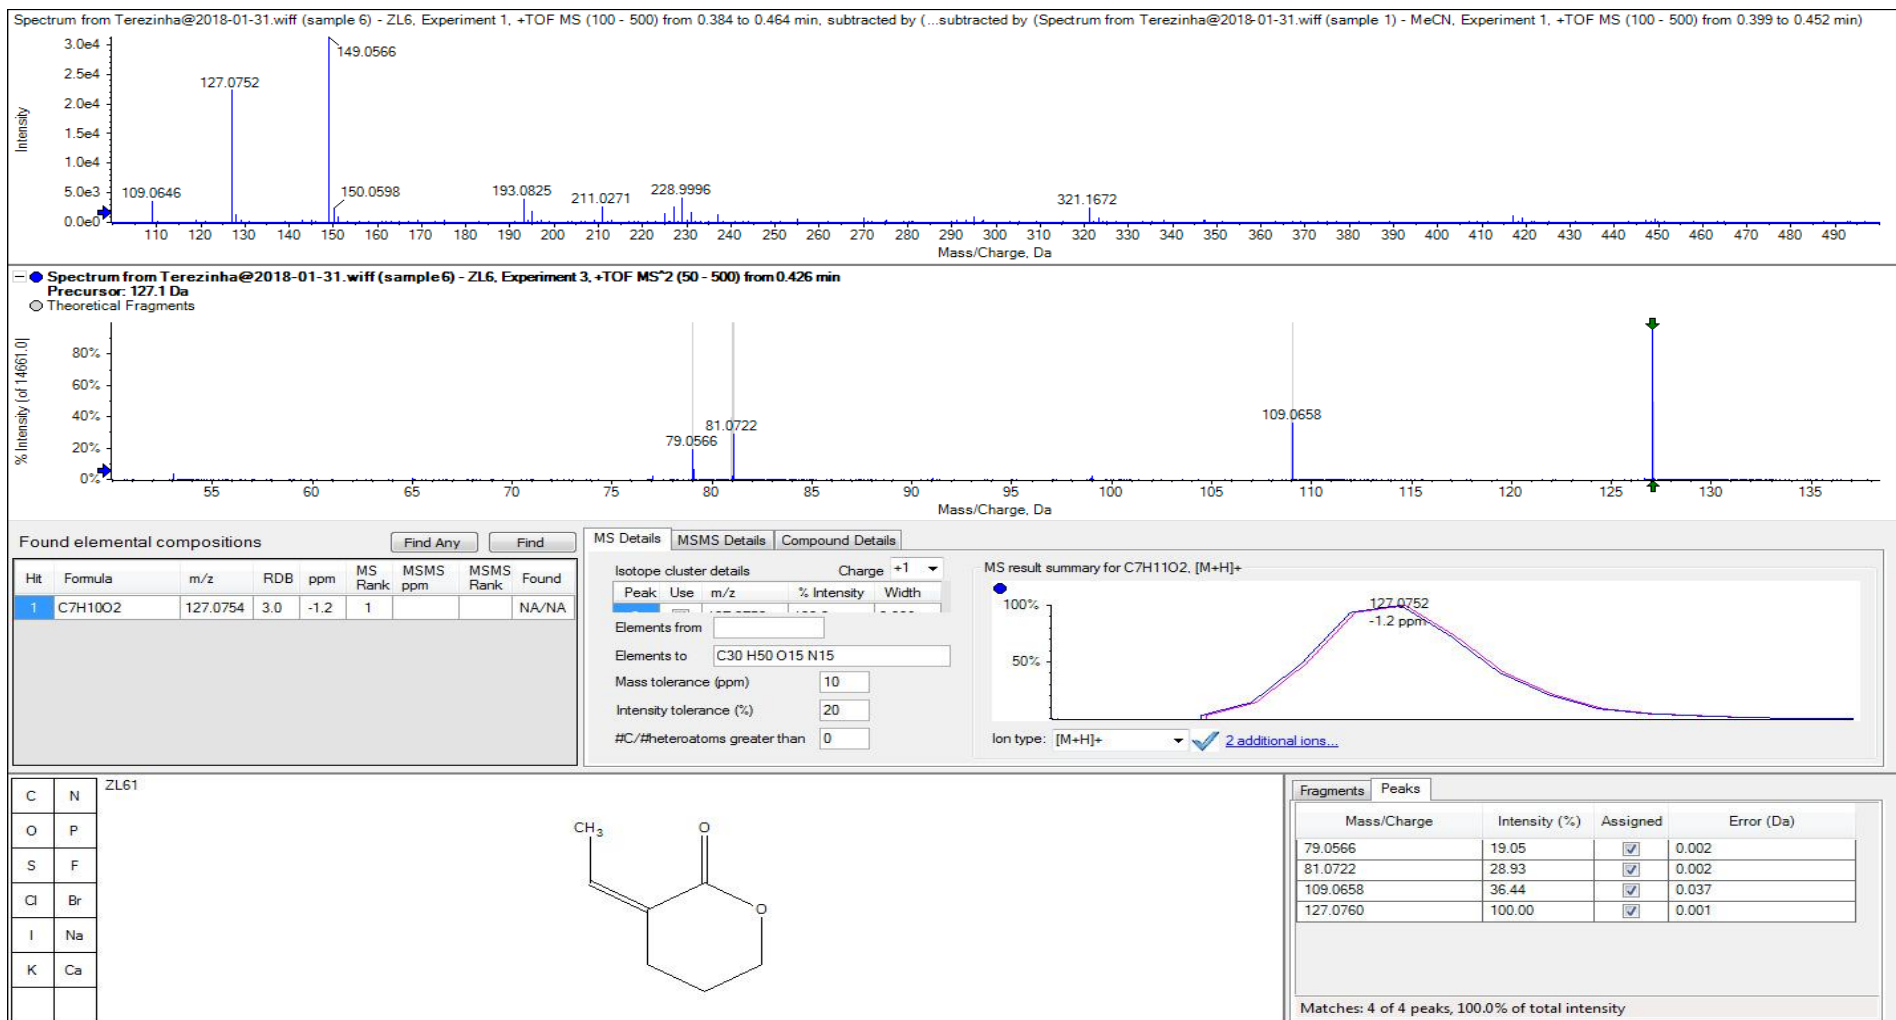 Spectrum from Terezinha@2018-01-31.wiff (sample 6) - ZL6, Experiment 1, +TOF MS (100 - 500) from 0.384 to 0.464 min, subtracted by (...subtracted by (Spectrum from Terezinha@2018-01-31.wiff (sample 1) - MeCN, Experiment 1, +TOF MS (100 - 500) from 0.399 to 0.452 min)
Intensity
3.0e4
2.5e4
2.0e4
1.5e4
1.0e4
5.0e3
0.0e0
149.0566
127.0752
109.0646
150.0598
193.0825
211.0271
228.9996
321.1672
110 120 130 140 150 160 170 180 190 200 210 220 230 240 250 260 270 280 290 300 310 320 330 340 350 360 370 380 390 400 410 420 430 440 450 460 470 480 490
Mass/Charge, Da
Spectrum from Terezinha@2018-01-31.wiff (sample 6) - ZL6, Experiment 3, +TOF MS^2 (50 - 500) from 0.426 min
Precursor: 127.1 Da
Theoretical Fragments
% Intensity (of 14661.0)
80%
60%
40%
20%
0%
79.0566
81.0722
109.0658
55 60 65 70 75 80 85 90 95 100 105 110 115 120 125 130 135
Mass/Charge, Da
Found elemental compositions Find Any Find
Hit Formula m/z RDB ppm MS Rank MSMS ppm MSMS Rank Found
1 C7H10O2 127.0754 3.0 -1.2 1 NA/NA
MS Details MSMS Details Compound Details
Isotope cluster details Charge +1
Peak Use m/z % Intensity Width
Elements from
Elements to C30 H50 O15 N15
Mass tolerance (ppm) 10
Intensity tolerance (%) 20
#C/#heteroatoms greater than 0
MS result summary for C7H11O2, [M+H]+
100%
50%
127.0752
-1.2 ppm
Ion type: [M+H]+ 2 additional ions...
C N
O P
S F
Cl Br
I Na
K Ca
ZL61
CH3 O
O
Fragments Peaks
Mass/Charge Intensity (%) Assigned Error (Da)
79.0566 19.05 0.002
81.0722 28.93 0.002
109.0658 36.44 0.037
127.0760 100.00 0.001
Matches: 4 of 4 peaks, 100.0% of total intensity